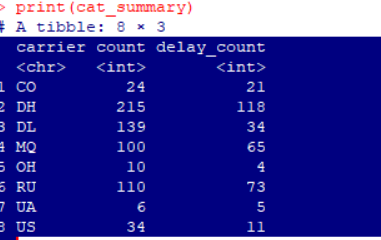 > print(cat_summary)
# A tibble: 8 × 3
carrier count delay_count
<chr> <int> <int>
1 CO 24 21
2 DH 215 118
3 DL 139 34
4 MQ 100 65
5 OH 10 4
6 RU 110 73
7 UA 6 5
8 US 34 11